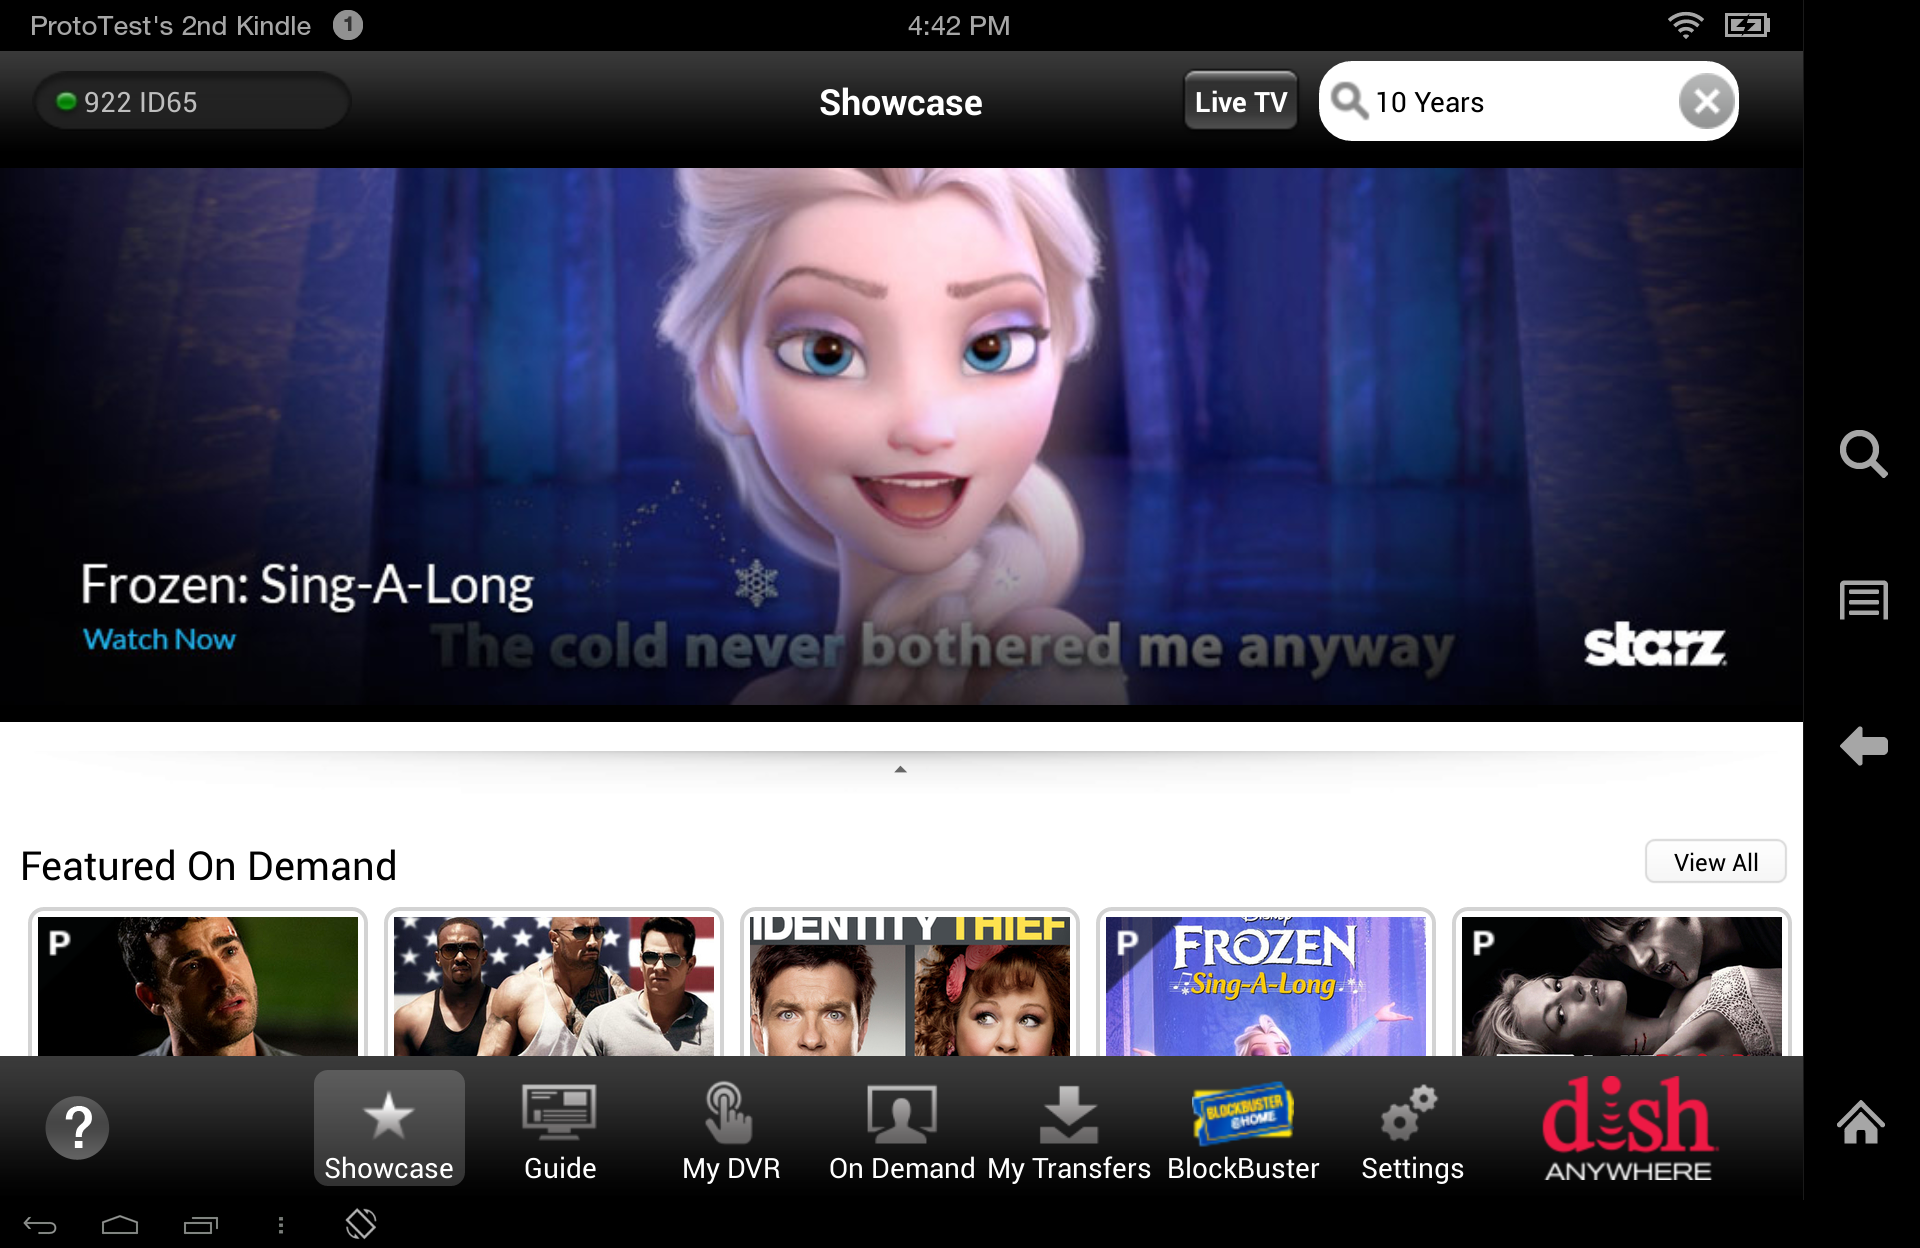 ProtoTest's 2nd Kindle 1 4:42 PM
922 ID65 Showcase Live TV 10 Years
Frozen: Sing-A-Long
Watch Now
The cold never bothered me anyway
starz
Featured On Demand View All
P
IDENTITY THIEF
P
Disney
FROZEN
Sing-A-Long
P
?
Showcase
Guide
My DVR
On Demand
My Transfers
BLOCKBUSTER
@HOME
BlockBuster
Settings
dish
ANYWHERE